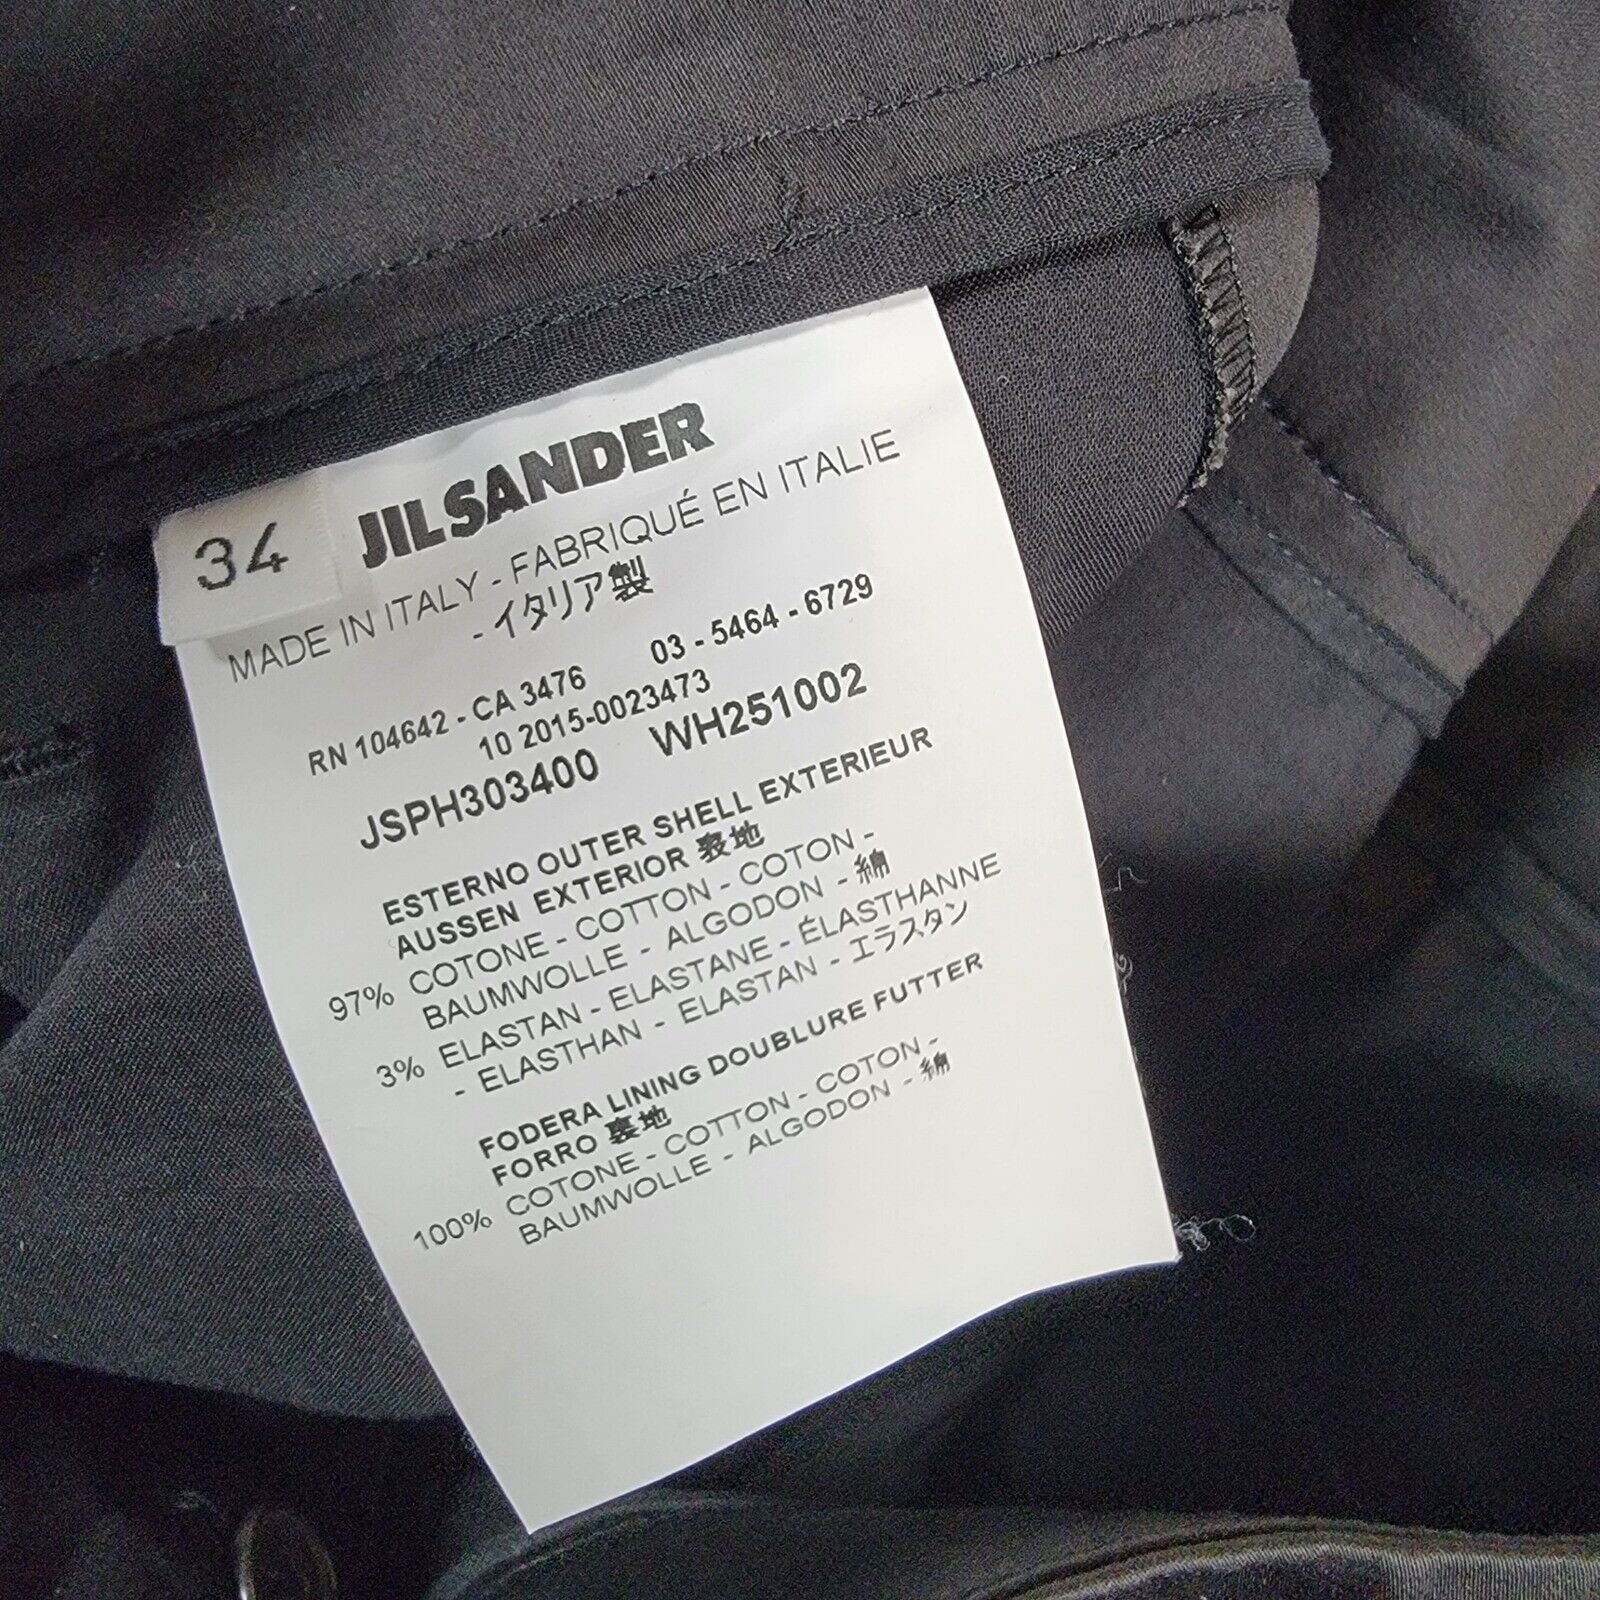 34
JIL SANDER
MADE IN ITALY - FABRIQUÉ EN ITALIE
- イタリア製
RN 104642 - CA 3476 03 - 5464 - 6729
10 2015-0023473
JSPH303400 WH251002
ESTERNO OUTER SHELL EXTERIEUR
AUSSEN EXTERIOR 表地
97% COTONE - COTTON - COTON -
BAUMWOLLE - ALGODON - 綿
3% ELASTAN - ELASTANE - ÉLASTHANNE
- ELASTHAN - ELASTAN - エラスタン
FODERA LINING DOUBLURE FUTTER
FORRO 裏地
100% COTONE - COTTON - COTON -
BAUMWOLLE - ALGODON - 綿